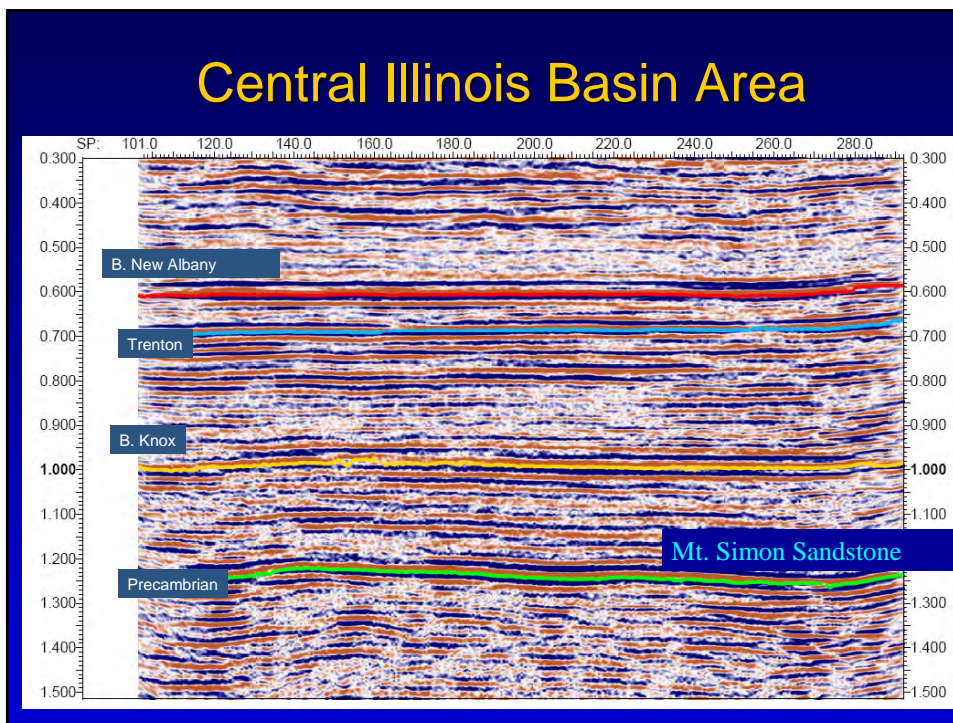 Central Illinois Basin Area
SP: 101.0 120.0 140.0 160.0 180.0 200.0 220.0 240.0 260.0 280.0
0.300 0.300
0.400 0.400
0.500 0.500
B. New Albany
0.600 0.600
0.700 0.700
Trenton
0.800 0.800
0.900 0.900
B. Knox
1.000 1.000
1.100 1.100
Mt. Simon Sandstone
1.200
Precambrian
1.300 1.300
1.400 1.400
1.500 1.500